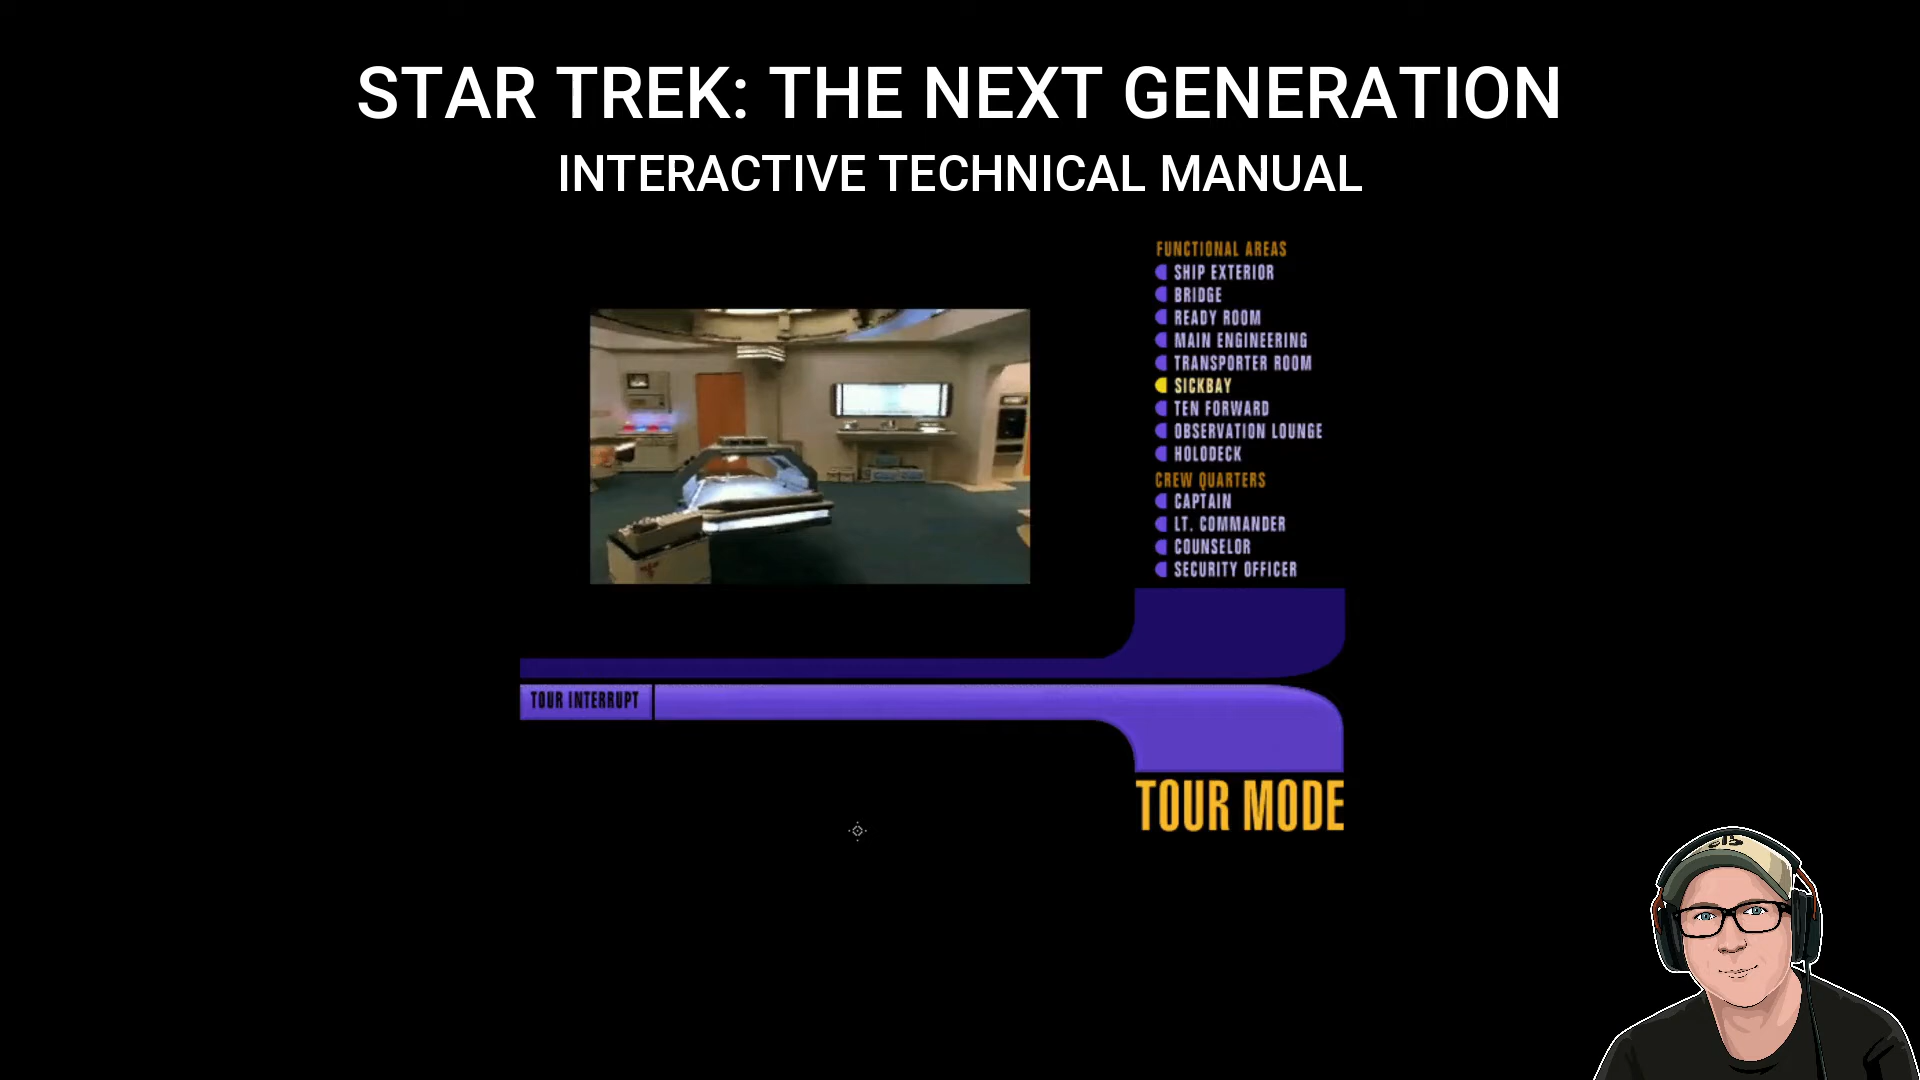 STAR TREK: THE NEXT GENERATION
INTERACTIVE TECHNICAL MANUAL
FUNCTIONAL AREAS
SHIP EXTERIOR
BRIDGE
READY ROOM
MAIN ENGINEERING
TRANSPORTER ROOM
SICKBAY
TEN FORWARD
OBSERVATION LOUNGE
HOLODECK
CREW QUARTERS
CAPTAIN
LT. COMMANDER
COUNSELOR
SECURITY OFFICER
TOUR INTERRUPT
TOUR MODE